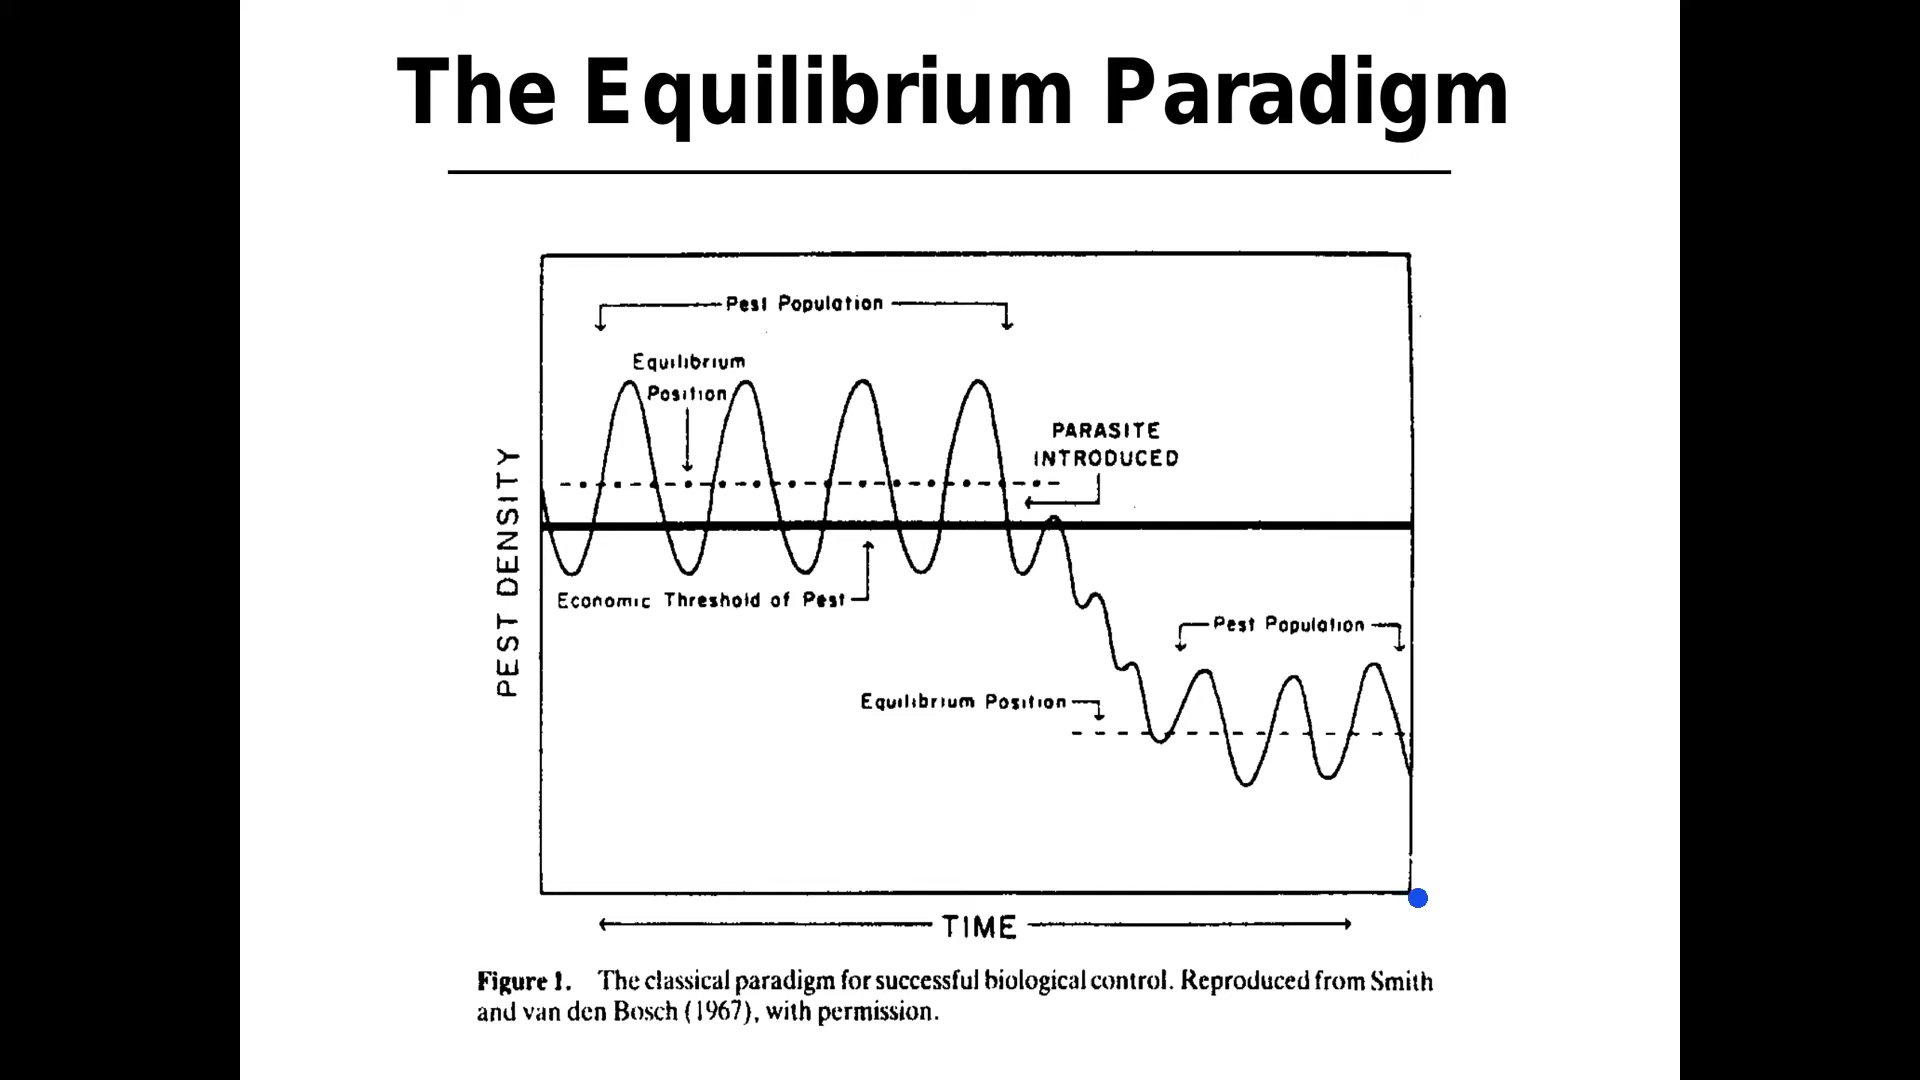 The Equilibrium Paradigm
Pest Population
Equilibrium
Position
PARASITE
INTRODUCED
PEST DENSITY
Economic Threshold of Pest
Pest Population
Equilibrium Position
TIME
Figure 1. The classical paradigm for successful biological control. Reproduced from Smith
and van den Bosch (1967), with permission.